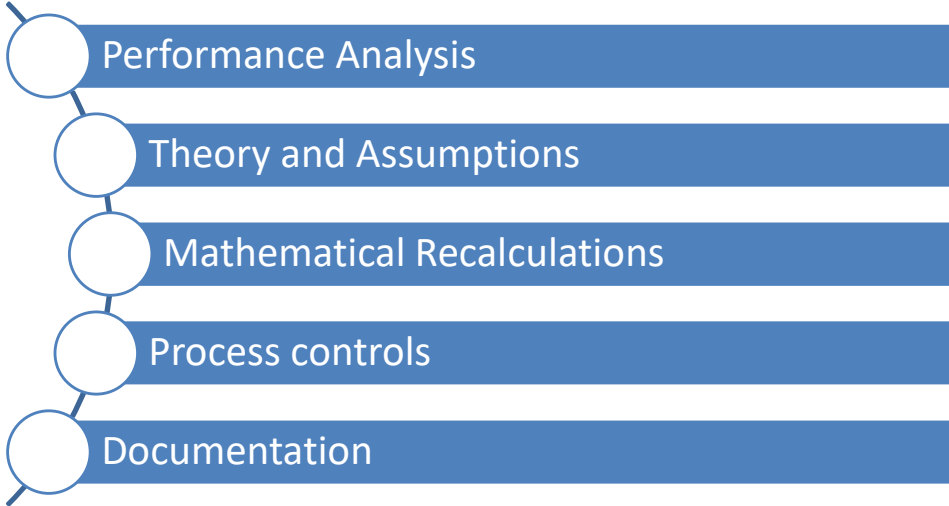 Performance Analysis
Theory and Assumptions
Mathematical Recalculations
Process controls
Documentation